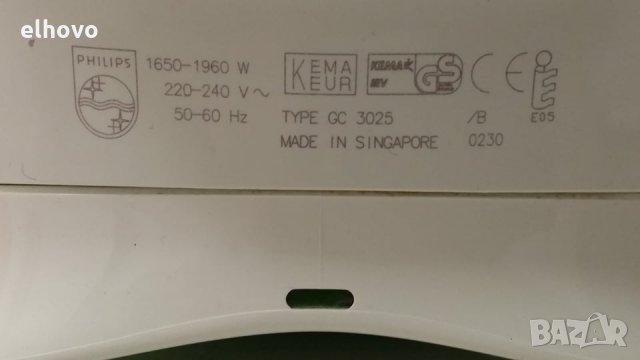 elhovo
PHILIPS
1650-1960 W
220-240 V~
50-60 Hz
KEMA
KEUR
KEMA
GS
CE
E05
TYPE GC 3025 /B
MADE IN SINGAPORE 0230
BAZAR